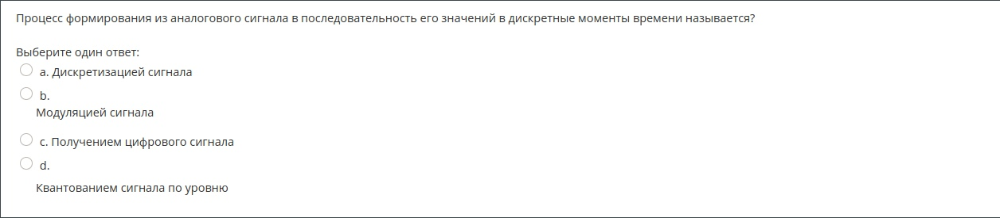 Процесс формирования из аналогового сигнала в последовательность его значений в дискретные моменты времени называется?
Выберите один ответ:
a. Дискретизацией сигнала
b.
Модуляцией сигнала
c. Получением цифрового сигнала
d.
Квантованием сигнала по уровню